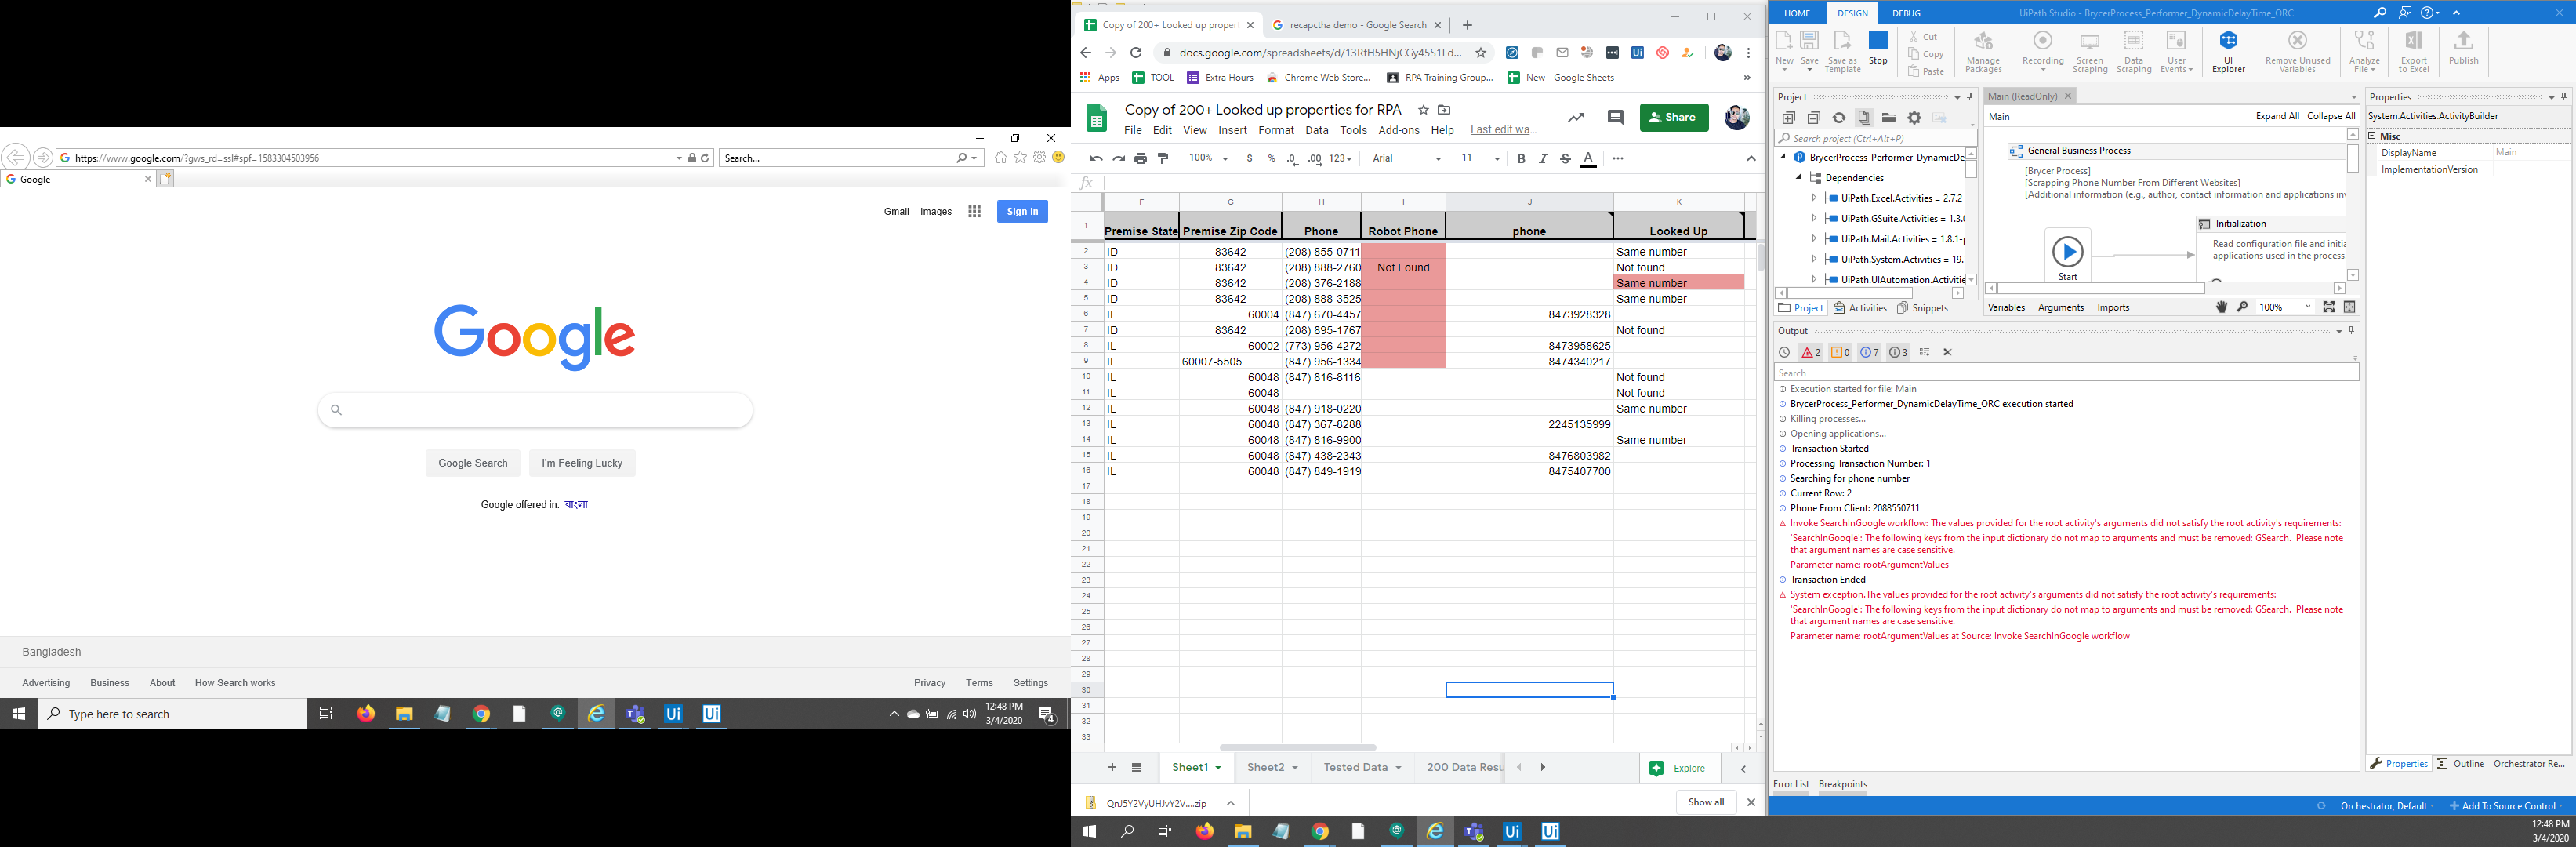 https://www.google.com/?gws_rd=ssl#spf=1583304503956
Search...
Google
Gmail Images Sign in
Google
Google Search I'm Feeling Lucky
Google offered in: বাংলা
Bangladesh
Advertising Business About How Search works Privacy Terms Settings
Type here to search
12:48 PM
3/4/2020
4
Copy of 200+ Looked up proper
recapctha demo - Google Search
docs.google.com/spreadsheets/d/13RfH5HNjCGy45S1Fd...
Apps TOOL Extra Hours Chrome Web Store... RPA Training Group... New - Google Sheets
Copy of 200+ Looked up properties for RPA
Share
File Edit View Insert Format Data Tools Add-ons Help Last edit wa...
100% $ % .0 .00 123 Arial 11 B I S A
fx
F G H I J K
1 Premise State Premise Zip Code Phone Robot Phone phone Looked Up
2 ID 83642 (208) 855-0711 Same number
3 ID 83642 (208) 888-2760 Not Found Not found
4 ID 83642 (208) 376-2188 Same number
5 ID 83642 (208) 888-3525 Same number
6 IL 60004 (847) 670-4457 8473928328
7 ID 83642 (208) 895-1767 Not found
8 IL 60002 (773) 956-4272 8473958625
9 IL 60007-5505 (847) 956-1334 8474340217
10 IL 60048 (847) 816-8116 Not found
11 IL 60048 Not found
12 IL 60048 (847) 918-0220 Same number
13 IL 60048 (847) 367-8288 2245135999
14 IL 60048 (847) 816-9900 Same number
15 IL 60048 (847) 438-2343 8476803982
16 IL 60048 (847) 849-1919 8475407700
17
18
19
20
21
22
23
24
25
26
27
28
29
30
31
32
33
Sheet1 Sheet2 Tested Data 200 Data Resu
Explore
QnJ5Y2VyUHJvY2V....zip
Show all
HOME DESIGN DEBUG
UiPath Studio - BrycerProcess_Performer_DynamicDelayTime_ORC
New Save Save as Template Stop
Cut
Copy
Paste
Manage Packages
Recording
Screen Scraping
Data Scraping
User Events
UI Explorer
Remove Unused Variables
Analyze File
Export to Excel
Publish
Project
Search project (Ctrl+Alt+P)
BrycerProcess_Performer_DynamicDe
Dependencies
UiPath.Excel.Activities = 2.7.2
UiPath.GSuite.Activities = 1.3.
UiPath.Mail.Activities = 1.8.1-
UiPath.System.Activities = 19.
UiPath.UIAutomation.Activitie
Project Activities Snippets
Main (ReadOnly)
Main Expand All Collapse All
General Business Process
[Brycer Process]
[Scrapping Phone Number From Different Websites]
[Additional information (e.g., author, contact information and applications inv
Start
Initialization
Read configuration file and initia
applications used in the process.
Variables Arguments Imports 100%
Properties
System.Activities.ActivityBuilder
Misc
DisplayName Main
ImplementationVersion
Output
2 0 7 3
Search
Execution started for file: Main
BrycerProcess_Performer_DynamicDelayTime_ORC execution started
Killing processes...
Opening applications...
Transaction Started
Processing Transaction Number: 1
Searching for phone number
Current Row: 2
Phone From Client: 2088550711
Invoke SearchInGoogle workflow: The values provided for the root activity's arguments did not satisfy the root activity's requirements:
'SearchInGoogle': The following keys from the input dictionary do not map to arguments and must be removed: GSearch. Please note
that argument names are case sensitive.
Parameter name: rootArgumentValues
Transaction Ended
System exception.The values provided for the root activity's arguments did not satisfy the root activity's requirements:
'SearchInGoogle': The following keys from the input dictionary do not map to arguments and must be removed: GSearch. Please note
that argument names are case sensitive.
Parameter name: rootArgumentValues at Source: Invoke SearchInGoogle workflow
Properties Outline Orchestrator Re...
Error List Breakpoints
Orchestrator, Default Add To Source Control
12:48 PM
3/4/2020